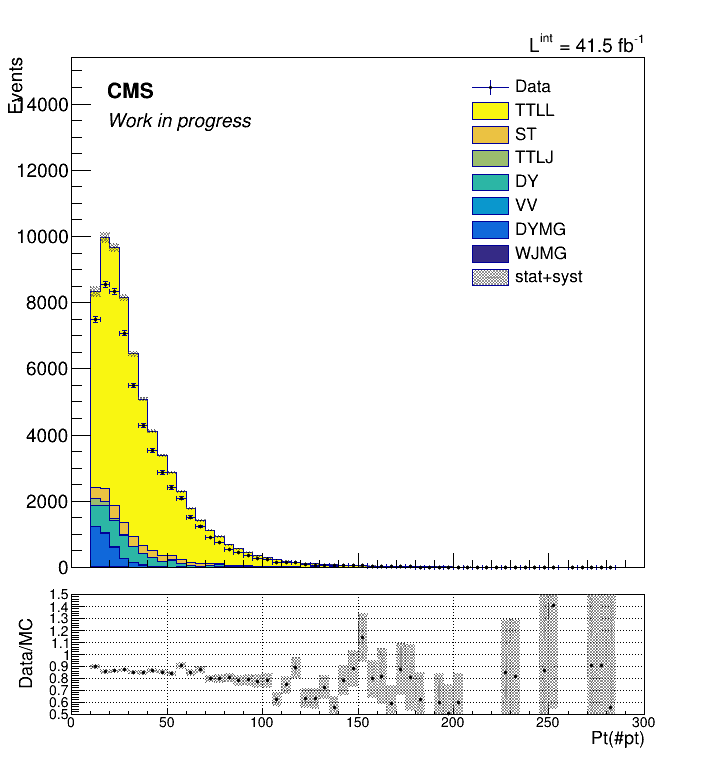 L^int = 41.5 fb^-1
Events
CMS
Work in progress
Data
TTLL
ST
TTLJ
DY
VV
DYMG
WJMG
stat+syst
14000
12000
10000
8000
6000
4000
2000
0
Data/MC
1.5
1.4
1.3
1.2
1.1
1
0.9
0.8
0.7
0.6
0.5
0 50 100 150 200 250 300
Pt(#pt)